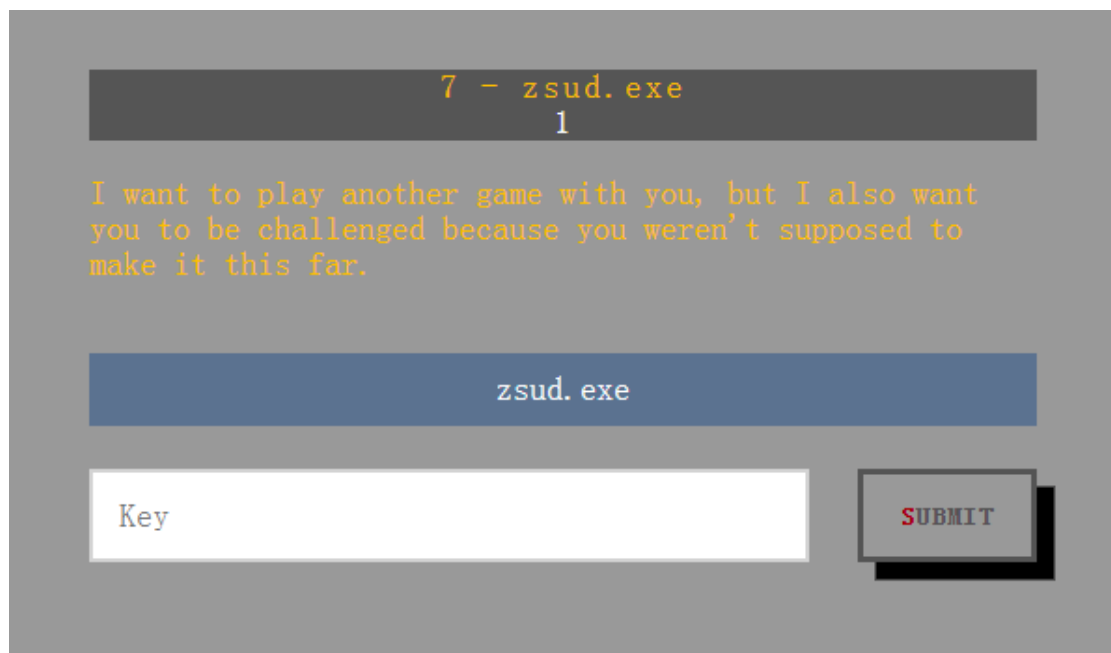 7 - zsud.exe
1
I want to play another game with you, but I also want
you to be challenged because you weren't supposed to
make it this far.
zsud.exe
Key
SUBMIT